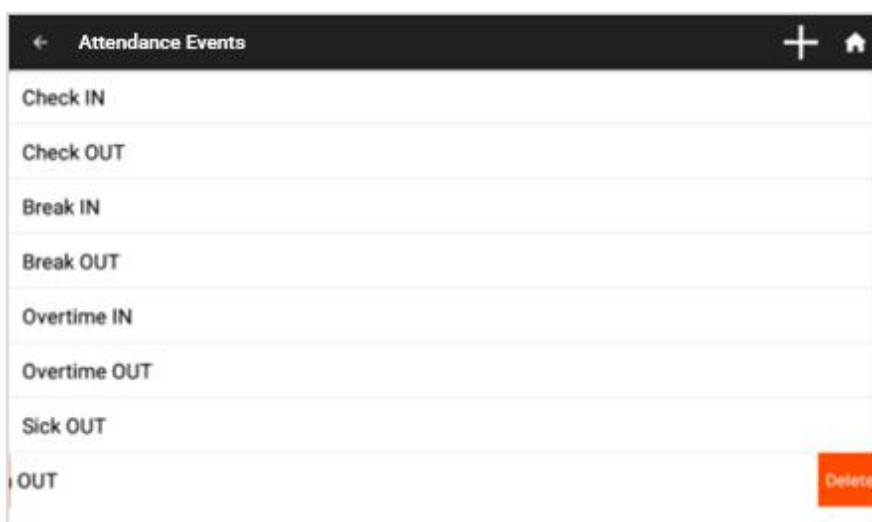 Attendance Events
Check IN
Check OUT
Break IN
Break OUT
Overtime IN
Overtime OUT
Sick OUT
OUT Delete